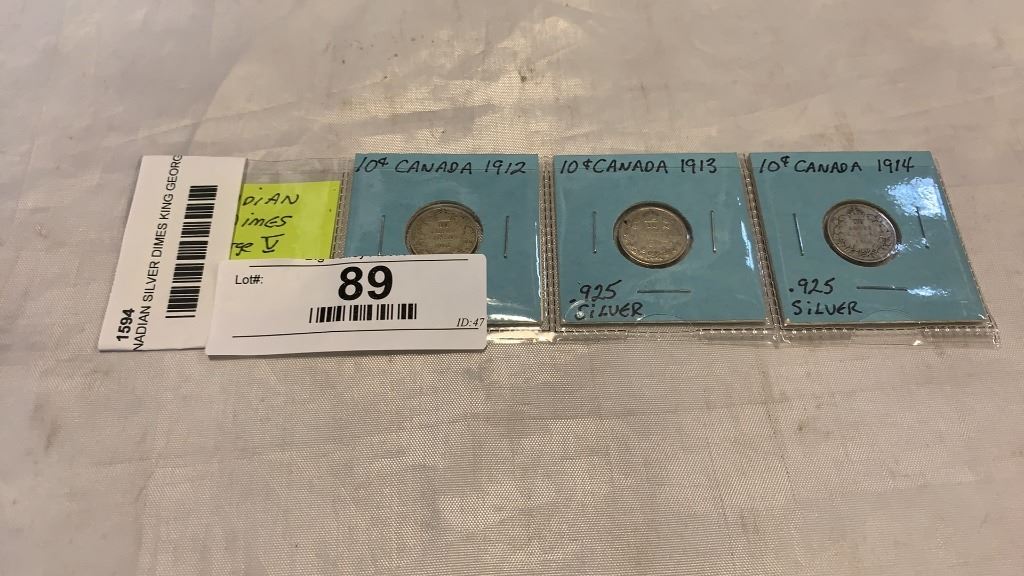 1594
NADIAN SILVER DIMES KING GEORG
DIAN
IMES
V
Lot#:
89
ID:47
10¢ CANADA 1912
10¢ CANADA 1913
.925
SILVER
10¢ CANADA 1914
.925
SILVER